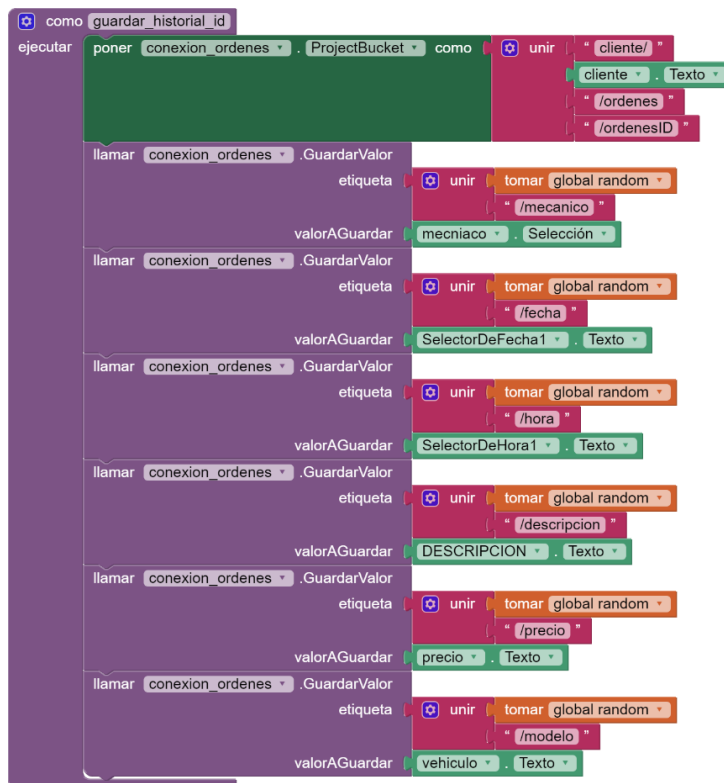 como guardar_historial_id
ejecutar poner conexion_ordenes . ProjectBucket como unir " cliente/ "
cliente . Texto
" /ordenes "
" /ordenesID "
llamar conexion_ordenes .GuardarValor
etiqueta unir tomar global random
" /mecanico "
valorAGuardar mecniaco . Selección
llamar conexion_ordenes .GuardarValor
etiqueta unir tomar global random
" /fecha "
valorAGuardar SelectorDeFecha1 . Texto
llamar conexion_ordenes .GuardarValor
etiqueta unir tomar global random
" /hora "
valorAGuardar SelectorDeHora1 . Texto
llamar conexion_ordenes .GuardarValor
etiqueta unir tomar global random
" /descripcion "
valorAGuardar DESCRIPCION . Texto
llamar conexion_ordenes .GuardarValor
etiqueta unir tomar global random
" /precio "
valorAGuardar precio . Texto
llamar conexion_ordenes .GuardarValor
etiqueta unir tomar global random
" /modelo "
valorAGuardar vehiculo . Texto